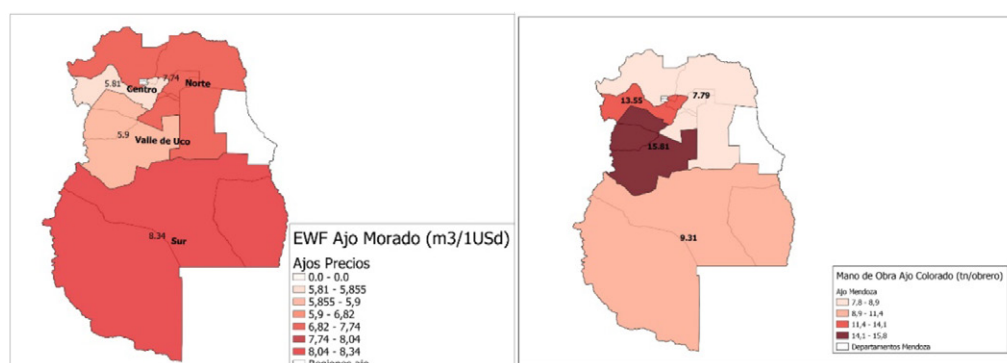 5.81
Centro
7.74
Norte
5.9
Valle de Uco
8.34
Sur
EWF Ajo Morado (m3/1USd)
Ajos Precios
0.0 - 0.0
5,81 - 5,855
5,855 - 5,9
5,9 - 6,82
6,82 - 7,74
7,74 - 8,04
8,04 - 8,34
13.55
7.79
15.81
9.31
Mano de Obra Ajo Colorado (tn/obrero)
Ajo Mendoza
7,8 - 8,9
8,9 - 11,4
11,4 - 14,1
14,1 - 15,8
Departamentos Mendoza